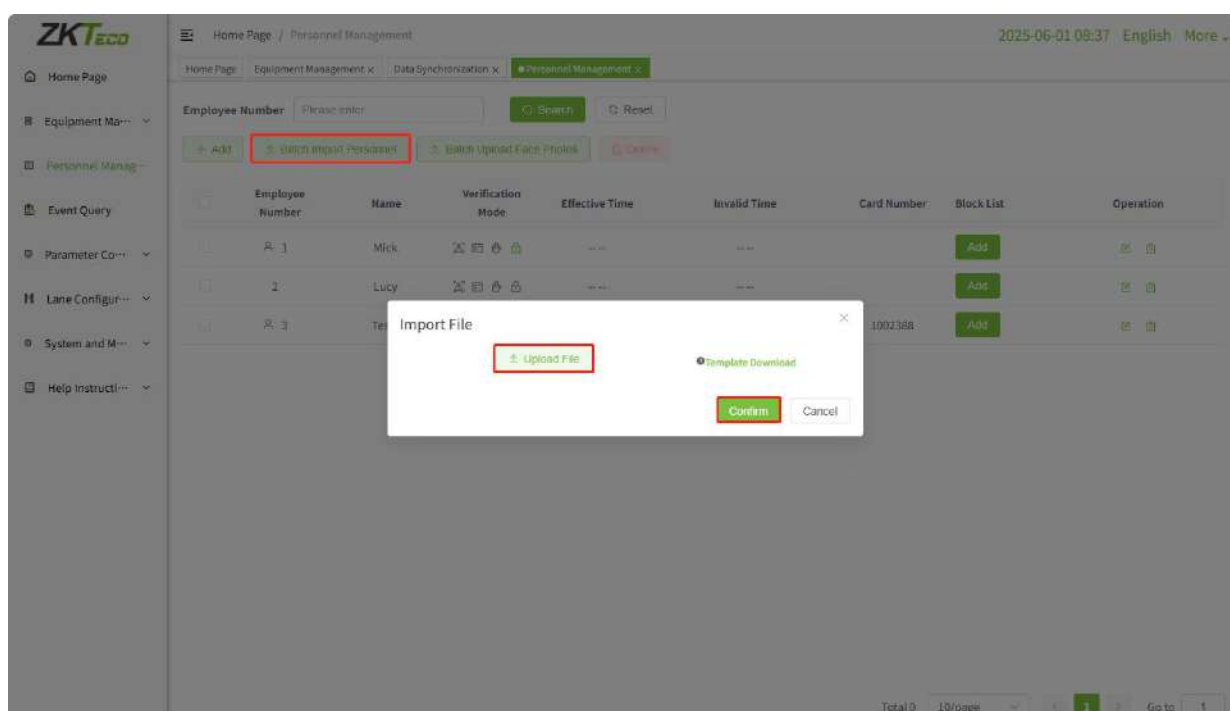 ZKTeco
Home Page / Personnel Management
2025-06-01 08:37 English More
Home Page
Equipment Management x
Data Synchronization x
Personnel Management x
Home Page
Equipment Ma···
Personnel Manag···
Event Query
Parameter Co···
Lane Configur···
System and M···
Help Instructi···
Employee Number
Please enter
Search
Reset
+ Add
Batch Import Personnel
Batch Upload Face Photos
Delete
Employee Number
Name
Verification Mode
Effective Time
Invalid Time
Card Number
Block List
Operation
1 Mick -- -- -- -- Add
2 Lucy -- -- -- -- Add
3 Te 1002388 Add
Import File
Upload File
Template Download
Confirm
Cancel
Total 0 10/page 1 Go to 1